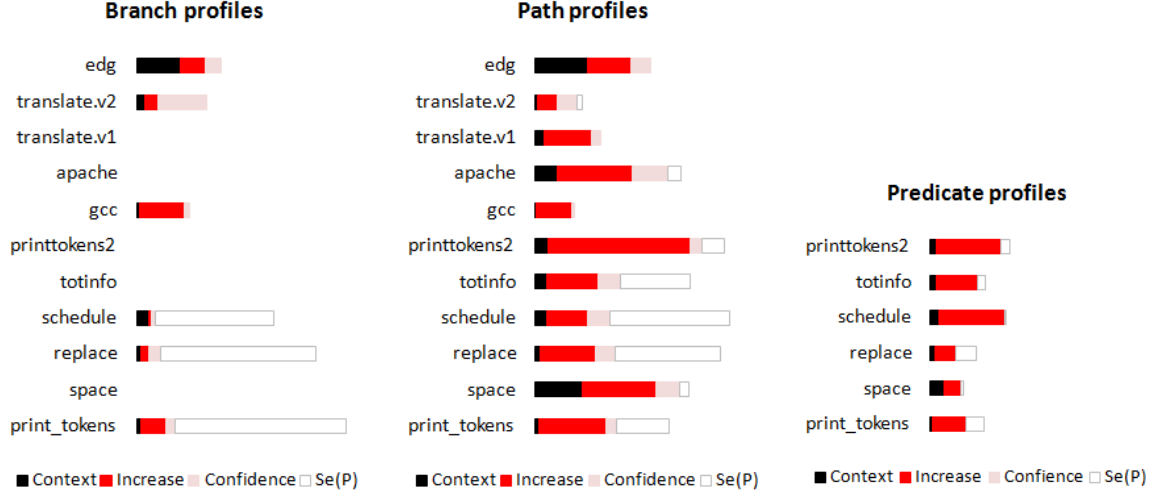 Branch profiles
edg
translate.v2
translate.v1
apache
gcc
printtokens2
totinfo
schedule
replace
space
print_tokens
Context Increase Confidence Se(P)
Path profiles
edg
translate.v2
translate.v1
apache
gcc
printtokens2
totinfo
schedule
replace
space
print_tokens
Context Increase Confidence Se(P)
Predicate profiles
printtokens2
totinfo
schedule
replace
space
print_tokens
Context Increase Confience Se(P)